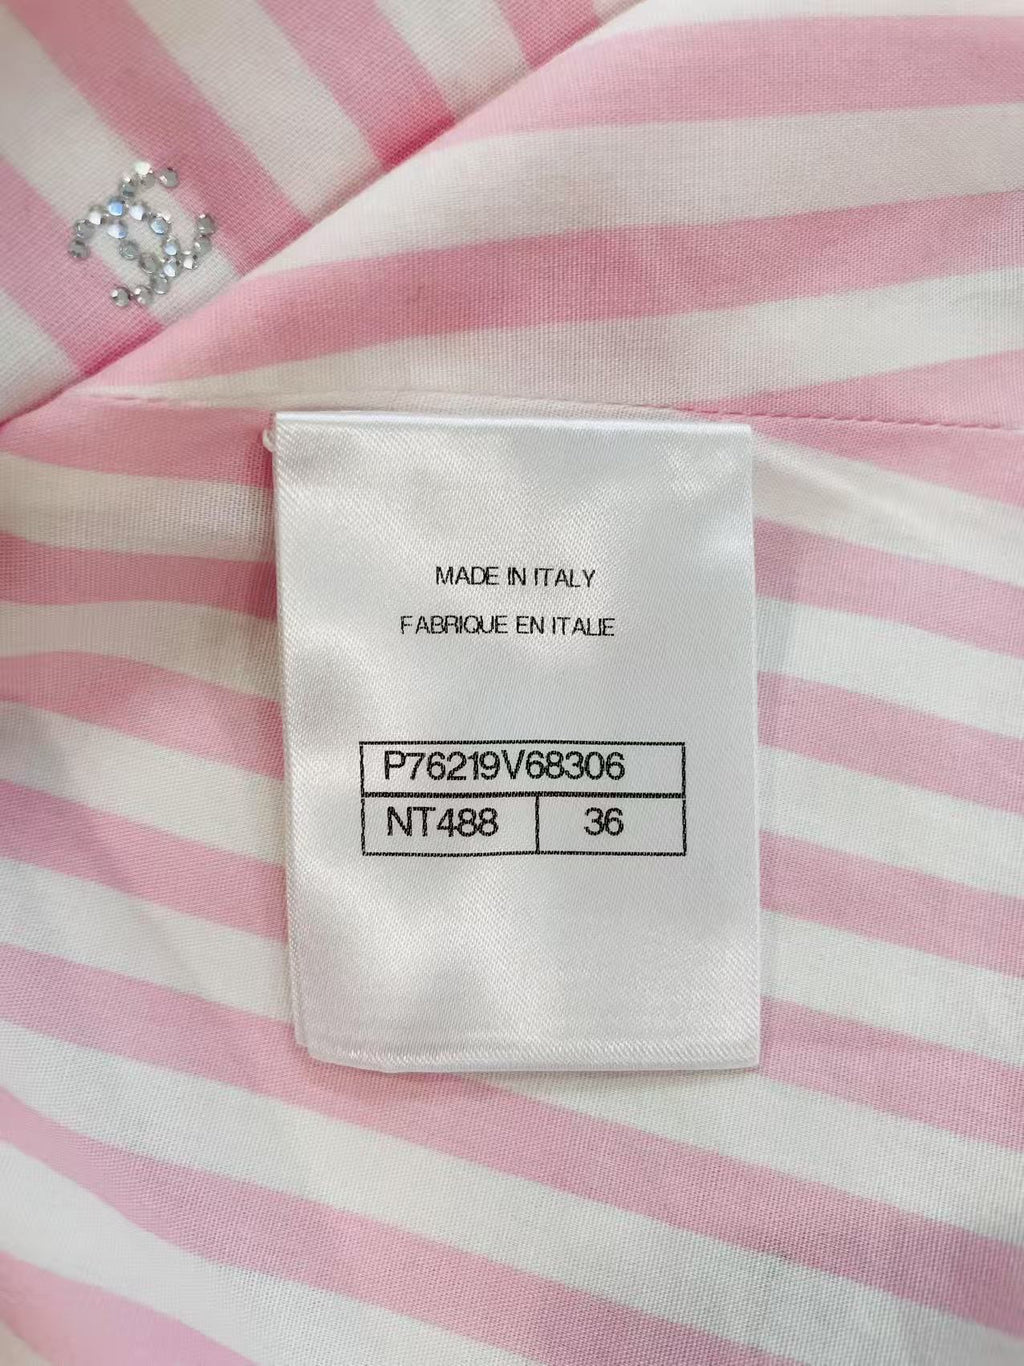 MADE IN ITALY
FABRIQUE EN ITALIE
P76219V68306
NT488 36